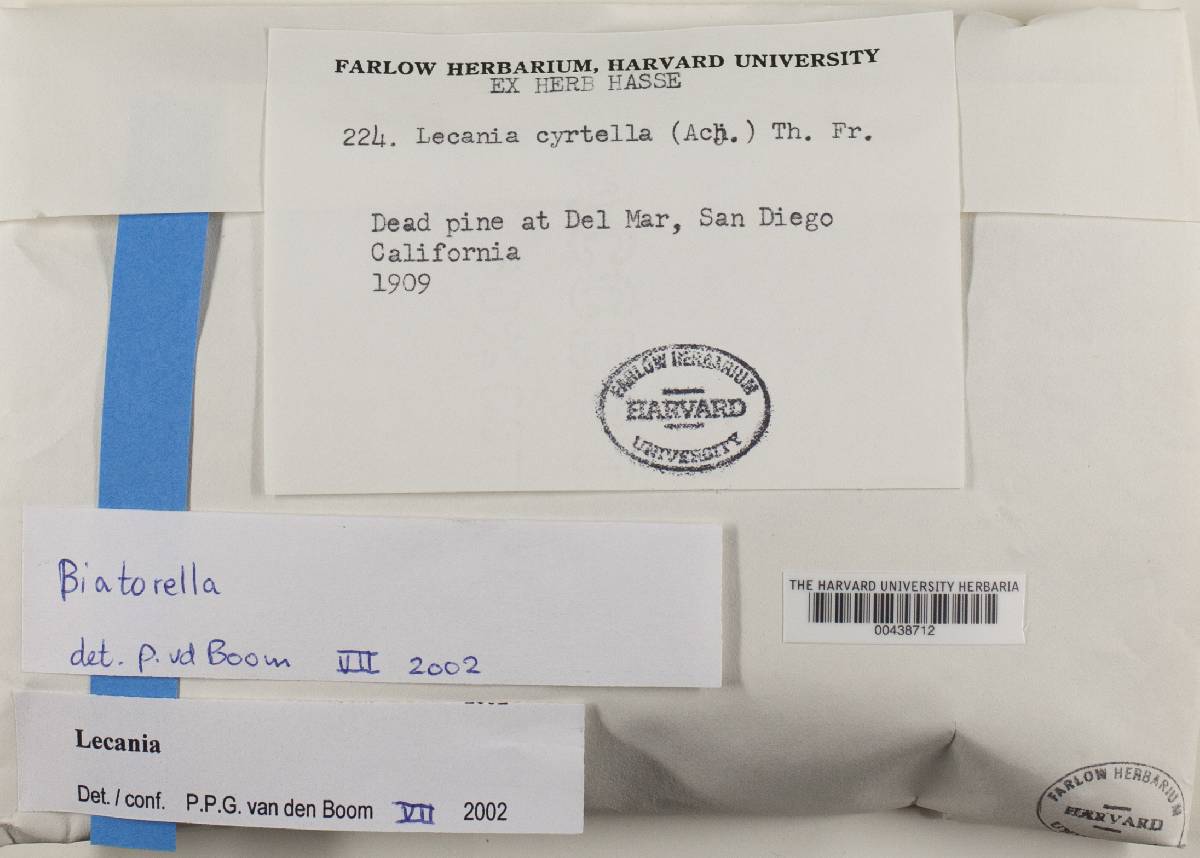 FARLOW HERBARIUM, HARVARD UNIVERSITY
EX HERB HASSE
224. Lecania cyrtella (Ach.) Th. Fr.
Dead pine at Del Mar, San Diego
California
1909
FARLOW HERBARIUM
HARVARD
UNIVERSITY
Biatorella
det. P. vd Boom VII 2002
THE HARVARD UNIVERSITY HERBARIA
00438712
Lecania
Det. / conf. P.P.G. van den Boom VII 2002
FARLOW HERBARIUM
HARVARD